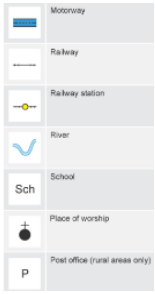 Motorway
Railway
Railway station
River
Sch
School
Place of worship
P
Post office (rural areas only)